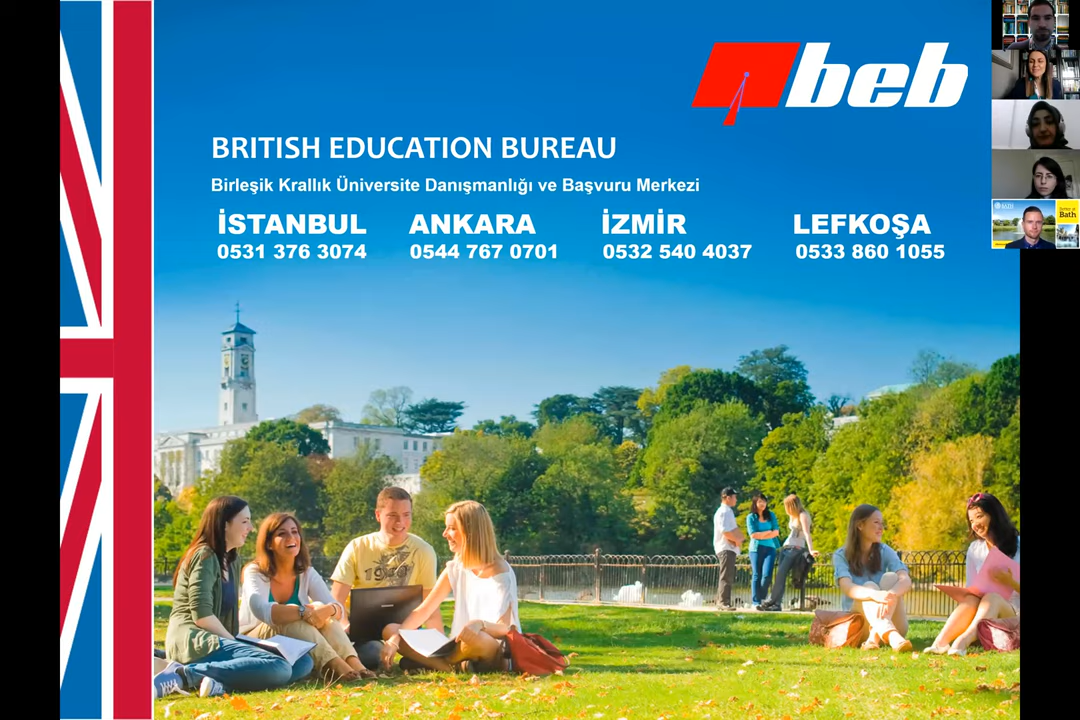 beb
BRITISH EDUCATION BUREAU
Birleşik Krallık Üniversite Danışmanlığı ve Başvuru Merkezi
İSTANBUL ANKARA İZMİR LEFKOŞA
0531 376 3074 0544 767 0701 0532 540 4037 0533 860 1055
Bath